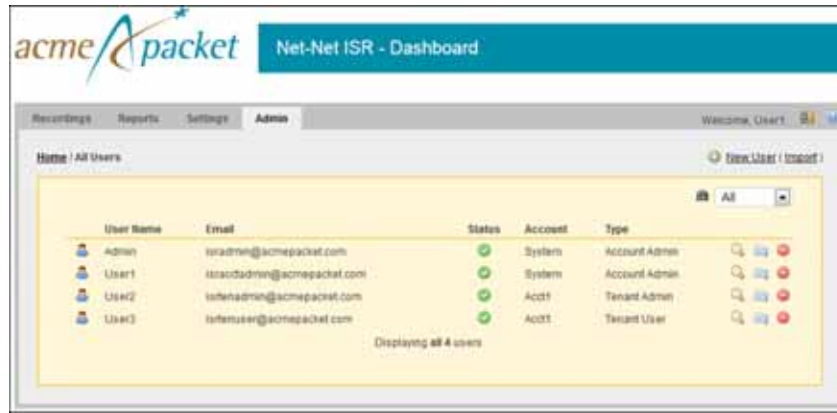 acme packet
Net-Net ISR - Dashboard
Recordings Reports Settings Admin Welcome, User1
Home / All Users New User ( Import )
All
User Name Email Status Account Type
Admin isradmin@acmepacket.com System Account Admin
User1 isracctadmin@acmepacket.com System Account Admin
User2 isrtenadmin@acmepacket.com Acct1 Tenant Admin
User3 isrtenuser@acmepacket.com Acct1 Tenant User
Displaying all 4 users